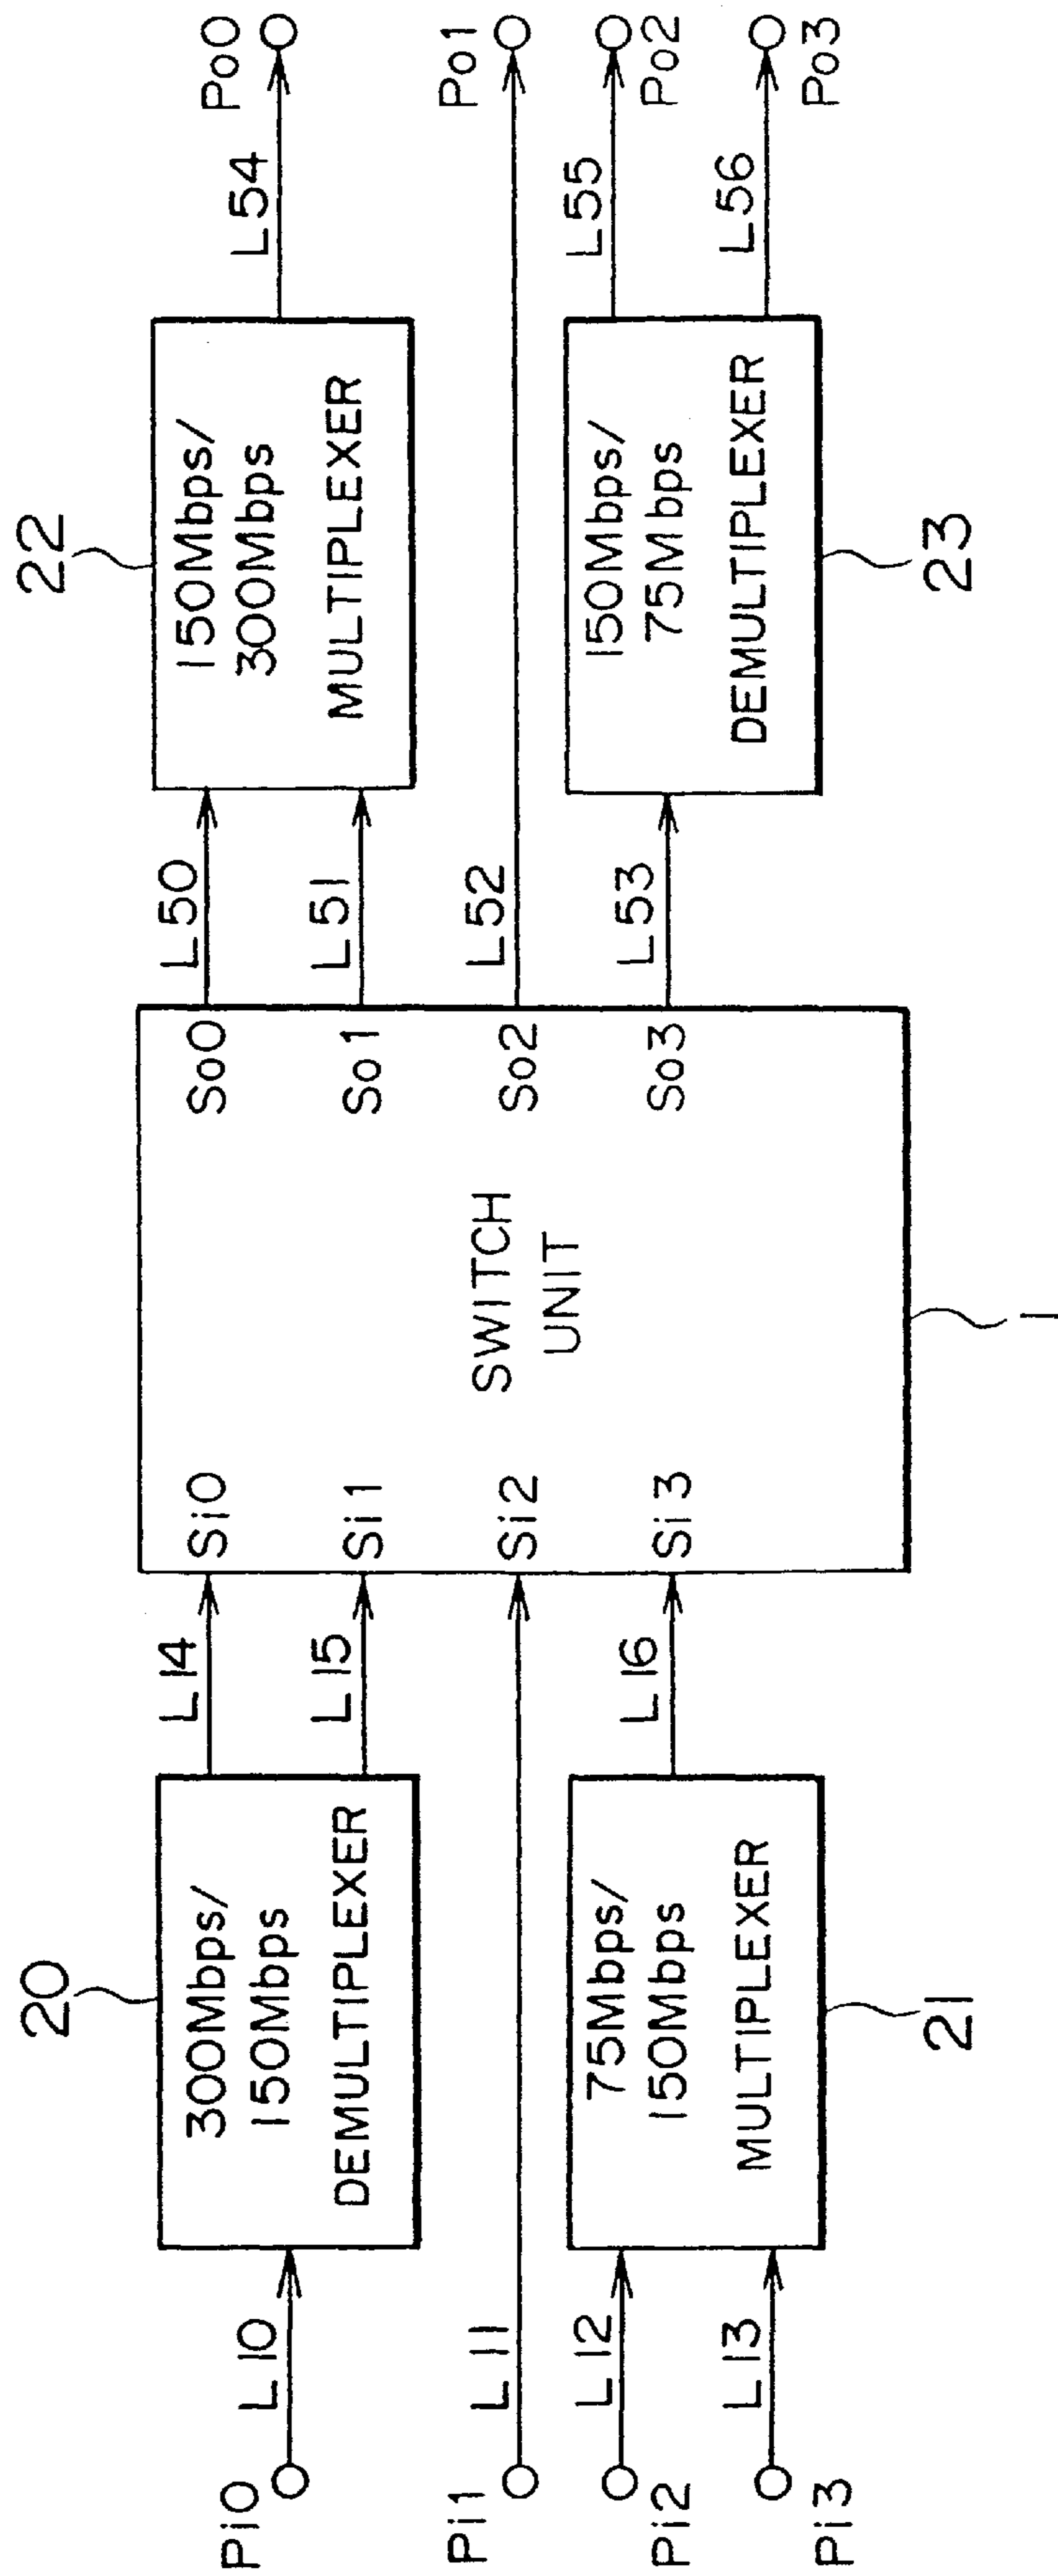 20
22
Pi0
L10
300Mbps/
150Mbps
DEMULTIPLEXER
L14
L15
Si0
Si1
Si2
Si3
SWITCH
UNIT
So0
So1
So2
So3
L50
L51
L52
L53
150Mbps/
300Mbps
MULTIPLEXER
L54
Po0
Pi1
L11
Po1
Pi2
L12
Pi3
L13
75Mbps/
150Mbps
MULTIPLEXER
L16
150Mbps/
75Mbps
DEMULTIPLEXER
L55
Po2
L56
Po3
21
1
23